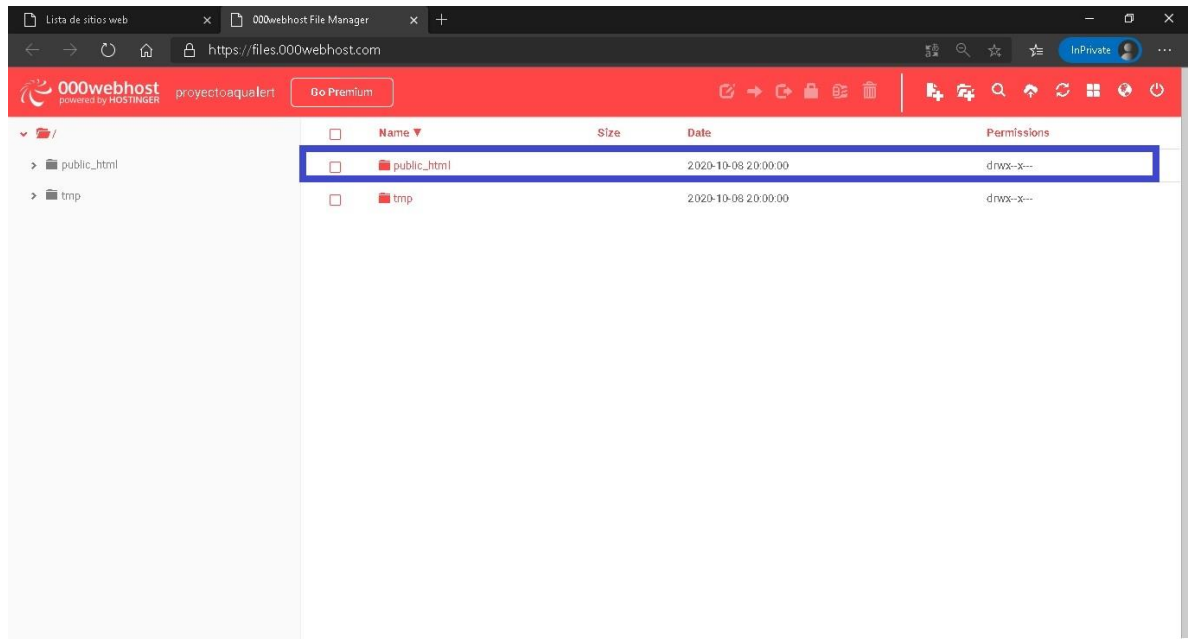 Lista de sitios web
000webhost File Manager
https://files.000webhost.com
InPrivate
000webhost
powered by HOSTINGER
proyectoaqualert
Go Premium
/
public_html
tmp
Name ▼ Size Date Permissions
public_html 2020-10-08 20:00:00 drwx--x---
tmp 2020-10-08 20:00:00 drwx--x---